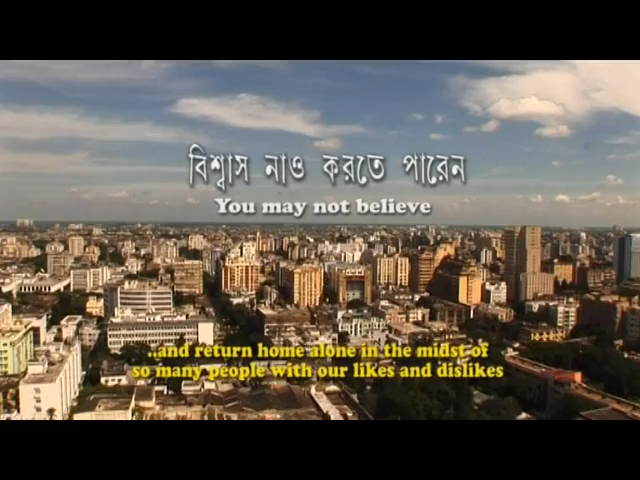 বিশ্বাস নাও করতে পারেন
You may not believe
..and return home alone in the midst of
so many people with our likes and dislikes